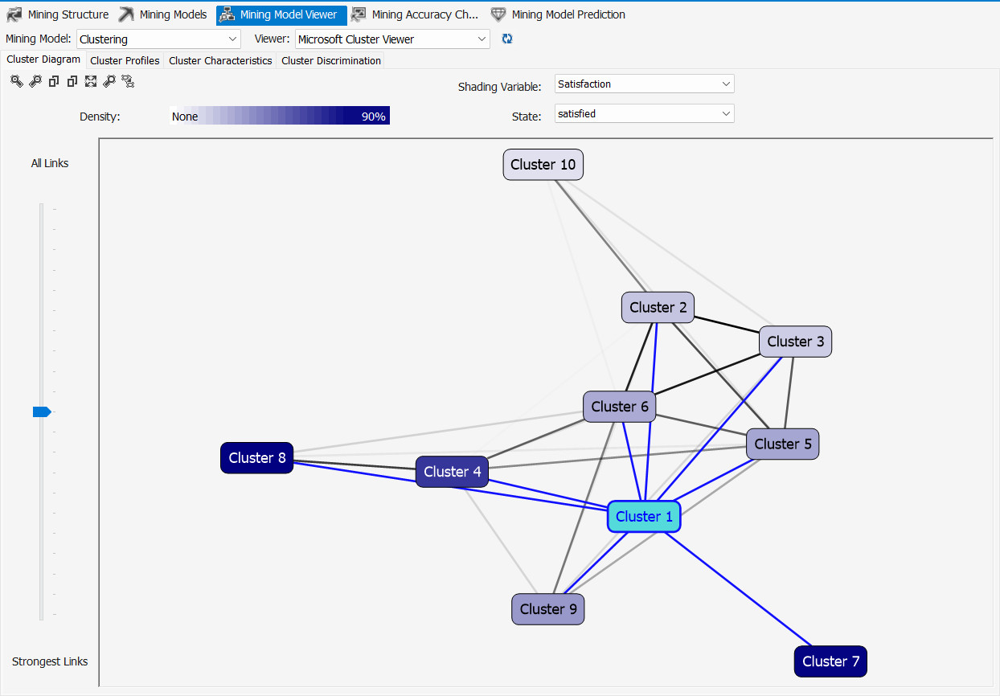 Mining Structure Mining Models Mining Model Viewer Mining Accuracy Ch... Mining Model Prediction
Mining Model: Clustering Viewer: Microsoft Cluster Viewer
Cluster Diagram Cluster Profiles Cluster Characteristics Cluster Discrimination
Shading Variable: Satisfaction
Density: None 90% State: satisfied
All Links
Cluster 10
Cluster 2
Cluster 3
Cluster 6
Cluster 5
Cluster 8
Cluster 4
Cluster 1
Cluster 9
Strongest Links
Cluster 7